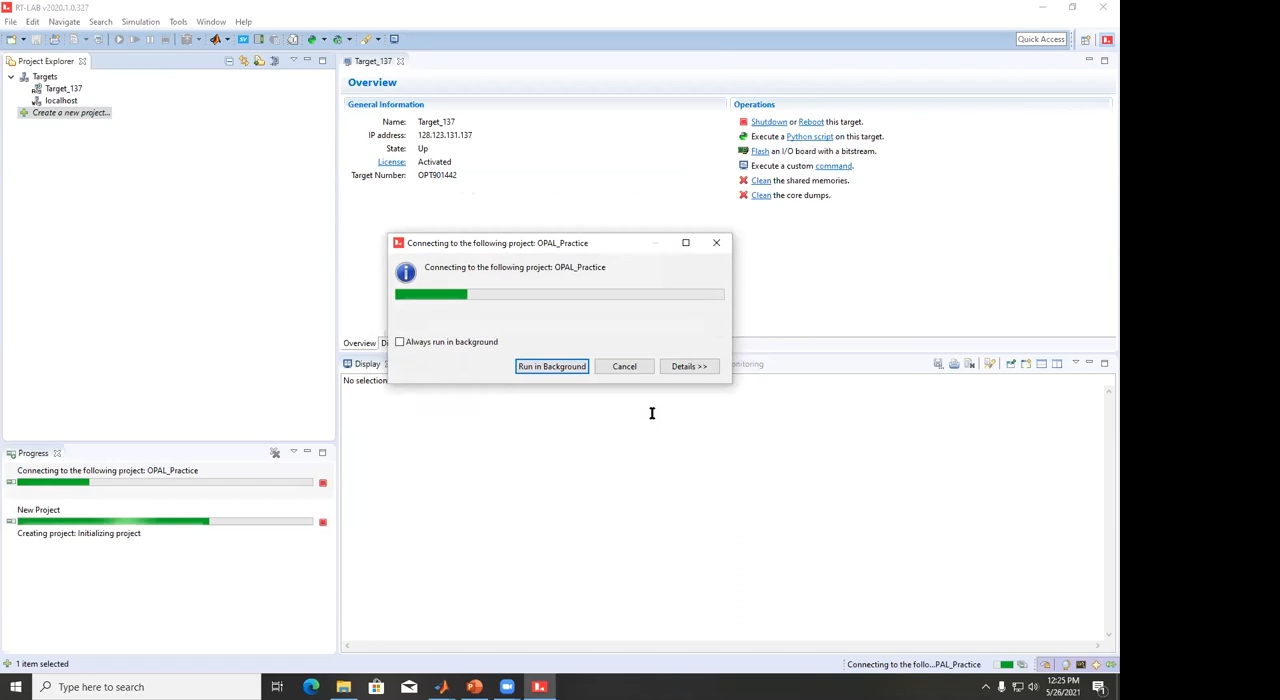 RT-LAB v2020.1.0.327
File Edit Navigate Search Simulation Tools Window Help
Quick Access
Project Explorer
Targets
Target_137
localhost
Create a new project...
Target_137
Overview
General Information
Name: Target_137
IP address: 128.123.131.137
State: Up
License: Activated
Target Number: OPT901442
Operations
Shutdown or Reboot this target.
Execute a Python script on this target.
Flash an I/O board with a bitstream.
Execute a custom command.
Clean the shared memories.
Clean the core dumps.
Connecting to the following project: OPAL_Practice
Connecting to the following project: OPAL_Practice
Always run in background
Run in Background Cancel Details >>
Overview
Display
No selection
Progress
Connecting to the following project: OPAL_Practice
New Project
Creating project: Initializing project
1 item selected
Connecting to the follo...PAL_Practice
Type here to search
12:25 PM
5/26/2021